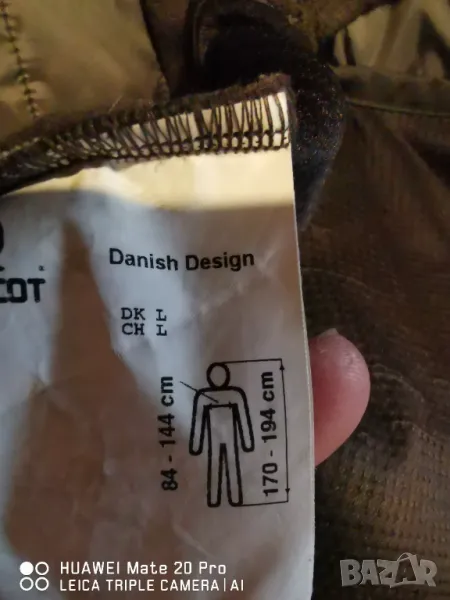 Danish Design
COT
DK L
CH L
84 - 144 cm
170 - 194 cm
HUAWEI Mate 20 Pro
LEICA TRIPLE CAMERA | AI
BAZAR.BG